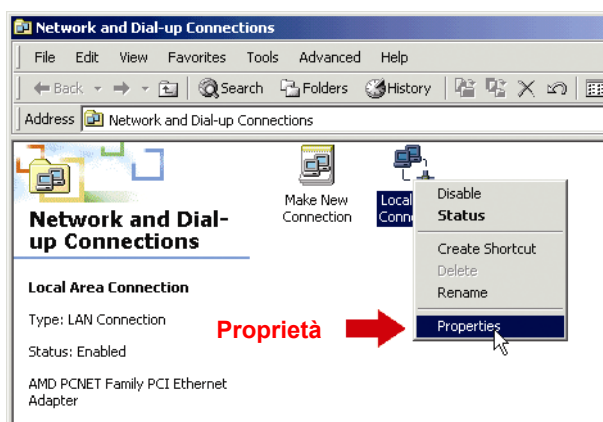 Network and Dial-up Connections
File Edit View Favorites Tools Advanced Help
Back Search Folders History
Address Network and Dial-up Connections
Network and Dial-
up Connections
Local Area Connection
Type: LAN Connection
Status: Enabled
AMD PCNET Family PCI Ethernet
Adapter
Make New
Connection
Local
Conn
Disable
Status
Create Shortcut
Delete
Rename
Properties
Proprietà